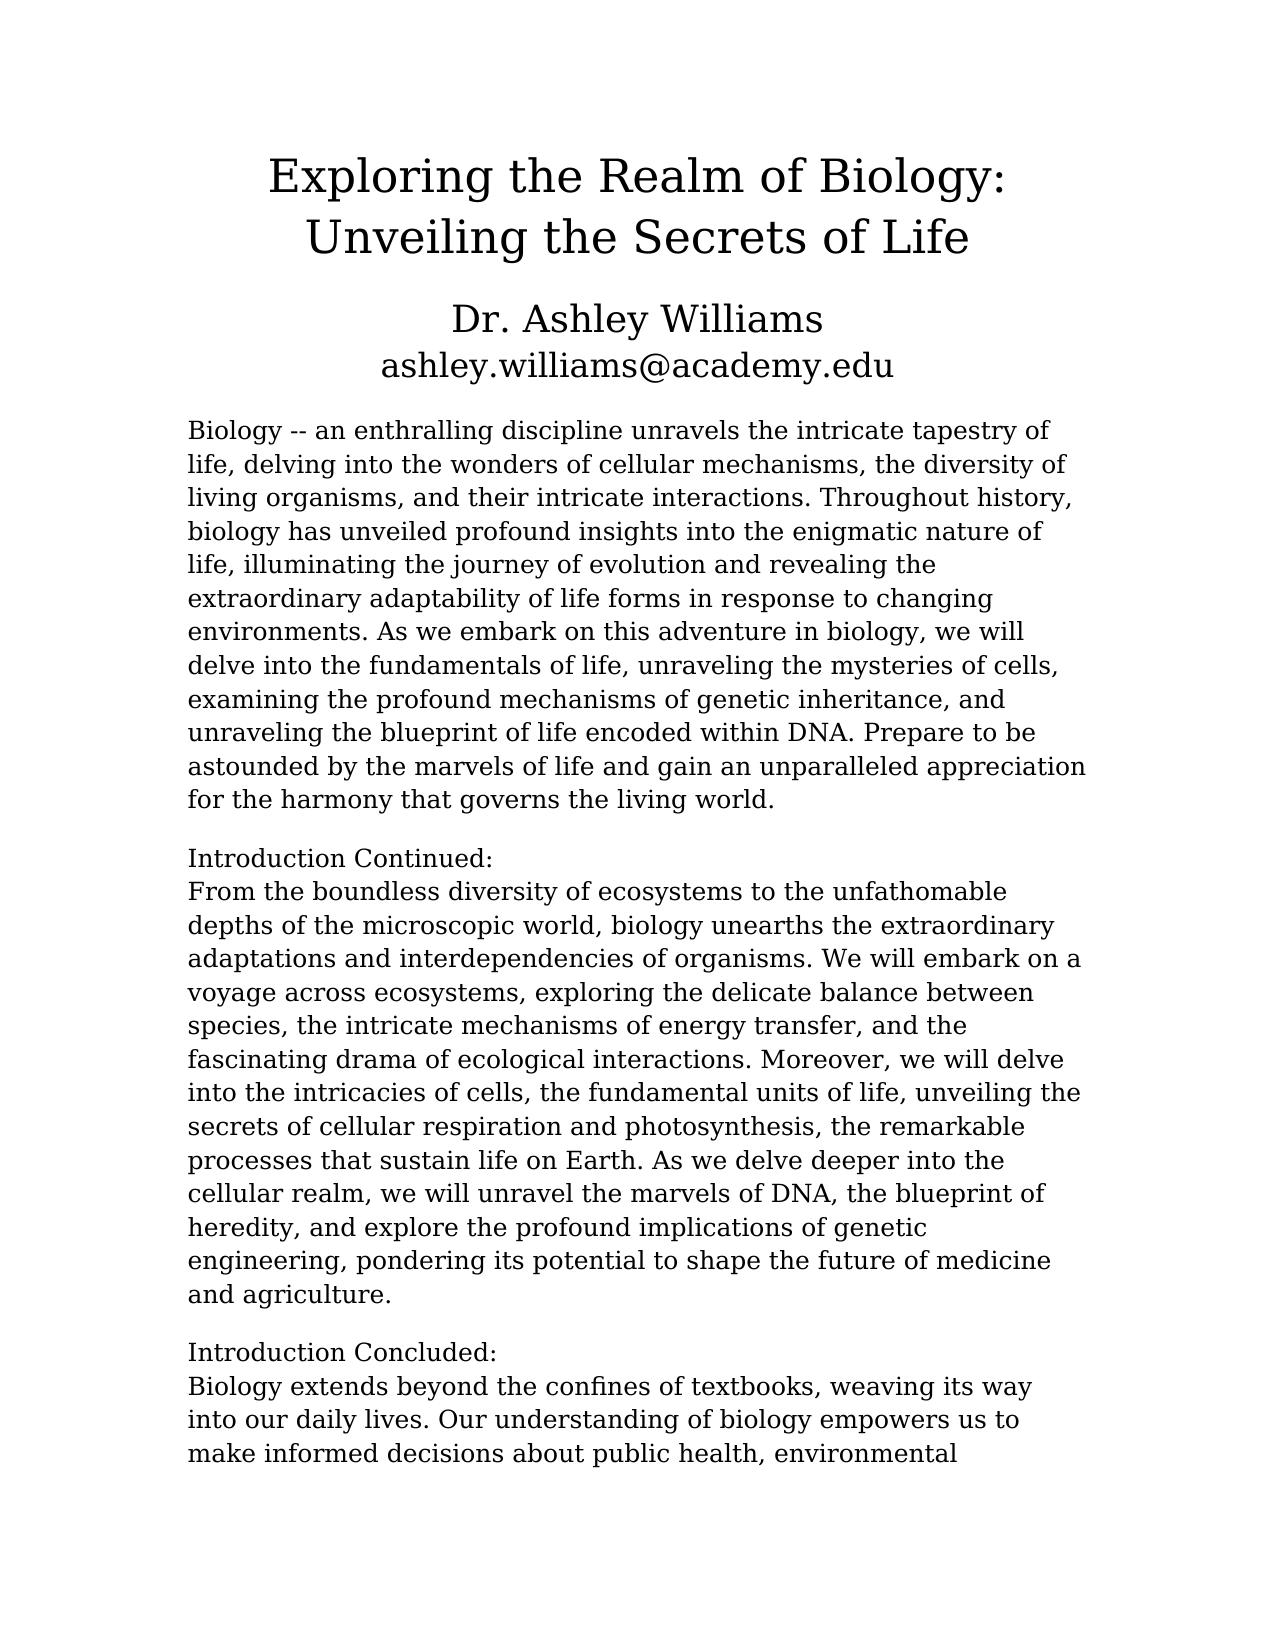 Exploring the Realm of Biology:
Unveiling the Secrets of Life
Dr. Ashley Williams
ashley.williams@academy.edu
Biology -- an enthralling discipline unravels the intricate tapestry of
life, delving into the wonders of cellular mechanisms, the diversity of
living organisms, and their intricate interactions. Throughout history,
biology has unveiled profound insights into the enigmatic nature of
life, illuminating the journey of evolution and revealing the
extraordinary adaptability of life forms in response to changing
environments. As we embark on this adventure in biology, we will
delve into the fundamentals of life, unraveling the mysteries of cells,
examining the profound mechanisms of genetic inheritance, and
unraveling the blueprint of life encoded within DNA. Prepare to be
astounded by the marvels of life and gain an unparalleled appreciation
for the harmony that governs the living world.
Introduction Continued:
From the boundless diversity of ecosystems to the unfathomable
depths of the microscopic world, biology unearths the extraordinary
adaptations and interdependencies of organisms. We will embark on a
voyage across ecosystems, exploring the delicate balance between
species, the intricate mechanisms of energy transfer, and the
fascinating drama of ecological interactions. Moreover, we will delve
into the intricacies of cells, the fundamental units of life, unveiling the
secrets of cellular respiration and photosynthesis, the remarkable
processes that sustain life on Earth. As we delve deeper into the
cellular realm, we will unravel the marvels of DNA, the blueprint of
heredity, and explore the profound implications of genetic
engineering, pondering its potential to shape the future of medicine
and agriculture.
Introduction Concluded:
Biology extends beyond the confines of textbooks, weaving its way
into our daily lives. Our understanding of biology empowers us to
make informed decisions about public health, environmental